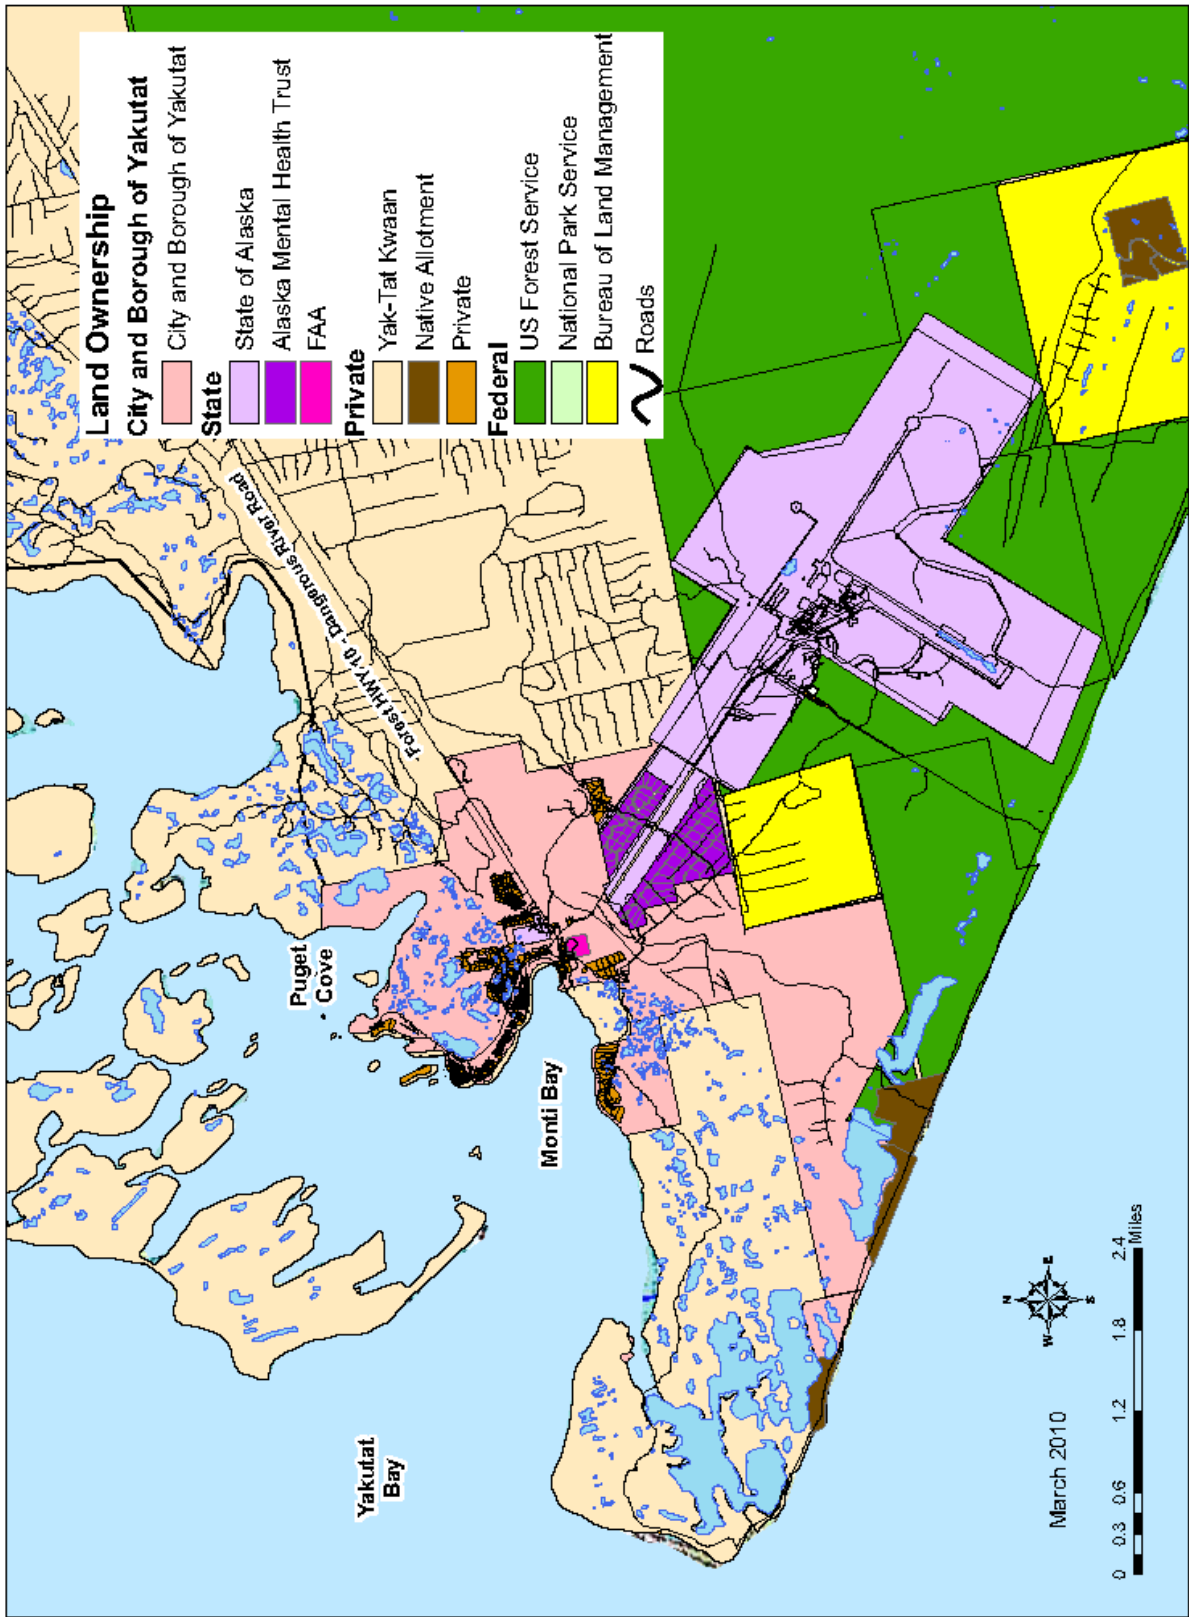 Land Ownership
City and Borough of Yakutat
City and Borough of Yakutat
State
State of Alaska
Alaska Mental Health Trust
FAA
Private
Yak-Tat Kwaan
Native Allotment
Private
Federal
US Forest Service
National Park Service
Bureau of Land Management
Roads
Forest HWY 10 - Dangerous River Road
Puget
Cove
Monti Bay
Yakutat
Bay
March 2010
N
W
E
S
0 0.3 0.6 1.2 1.8 2.4
Miles